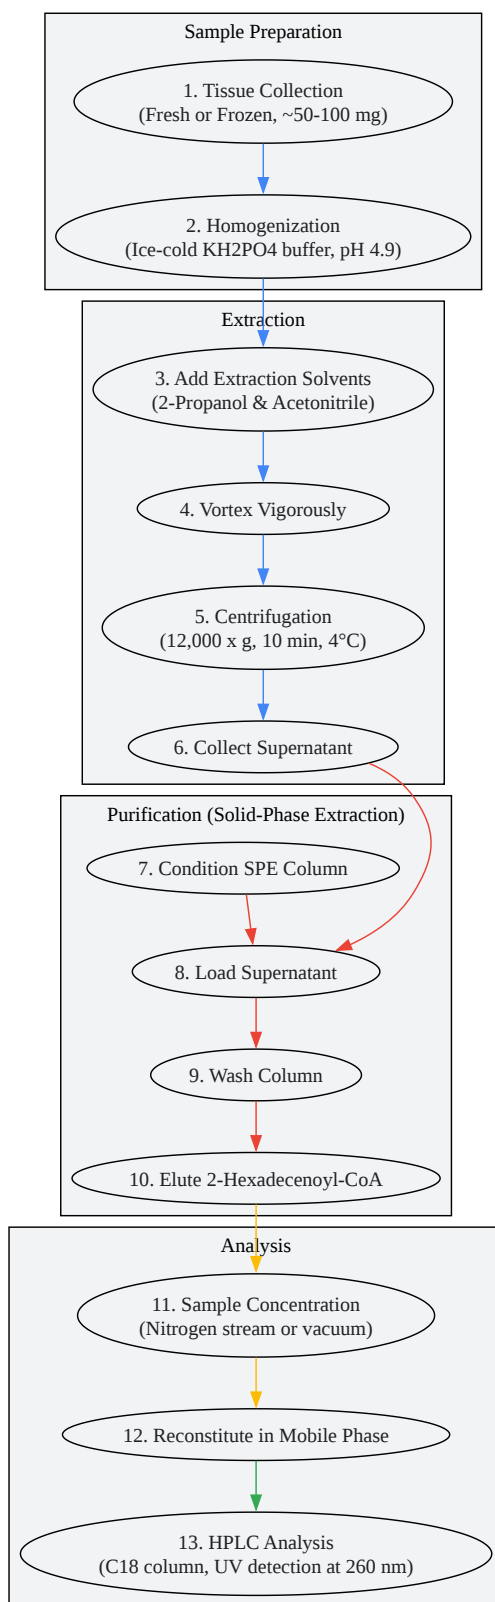 Sample Preparation
1. Tissue Collection
(Fresh or Frozen, ~50-100 mg)
2. Homogenization
(Ice-cold KH2PO4 buffer, pH 4.9)
Extraction
3. Add Extraction Solvents
(2-Propanol & Acetonitrile)
4. Vortex Vigorously
5. Centrifugation
(12,000 x g, 10 min, 4°C)
6. Collect Supernatant
Purification (Solid-Phase Extraction)
7. Condition SPE Column
8. Load Supernatant
9. Wash Column
10. Elute 2-Hexadecenoyl-CoA
Analysis
11. Sample Concentration
(Nitrogen stream or vacuum)
12. Reconstitute in Mobile Phase
13. HPLC Analysis
(C18 column, UV detection at 260 nm)